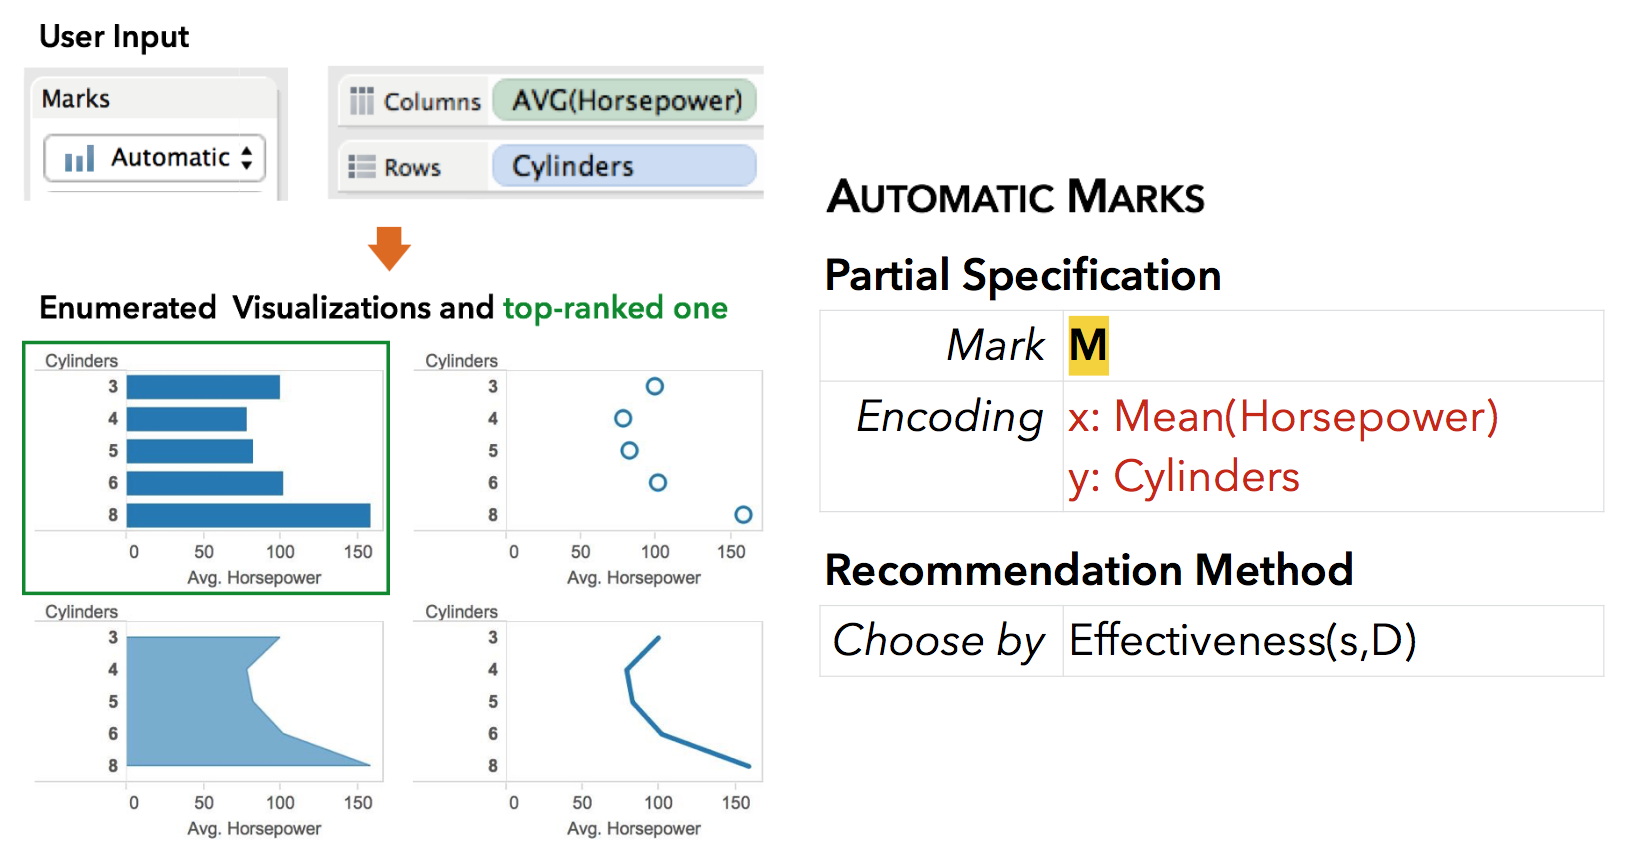 User Input
Marks
Automatic
Columns AVG(Horsepower)
Rows Cylinders
Enumerated Visualizations and top-ranked one
Cylinders
3
4
5
6
8
0 50 100 150
Avg. Horsepower
Cylinders
3
4
5
6
8
0 50 100 150
Avg. Horsepower
Cylinders
3
4
5
6
8
0 50 100 150
Avg. Horsepower
Cylinders
3
4
5
6
8
0 50 100 150
Avg. Horsepower
AUTOMATIC MARKS
Partial Specification
Mark M
Encoding x: Mean(Horsepower)
y: Cylinders
Recommendation Method
Choose by Effectiveness(s,D)